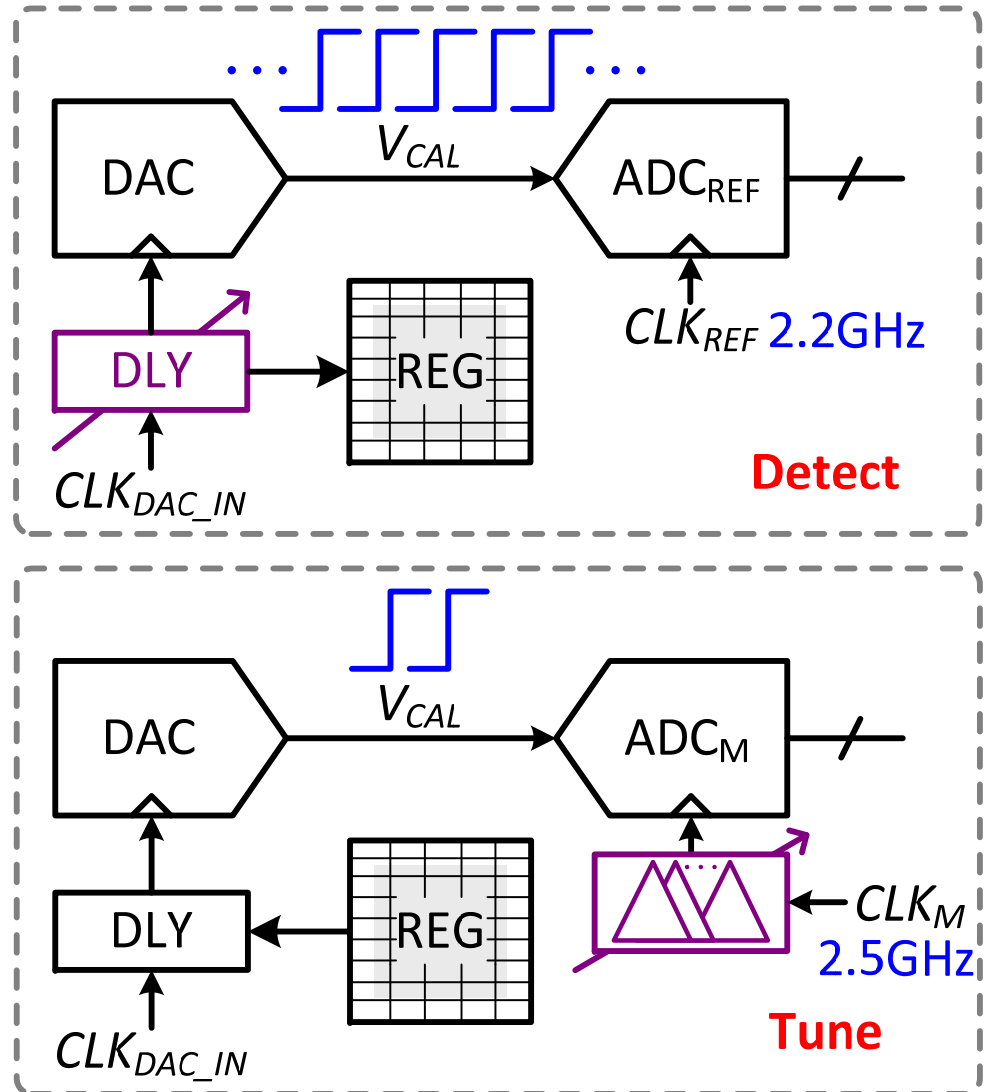 V_CAL
DAC
ADC_REF
CLK_REF 2.2GHz
DLY
REG
Detect
CLK_DAC_IN
V_CAL
DAC
ADC_M
DLY
REG
CLK_M
2.5GHz
Tune
CLK_DAC_IN